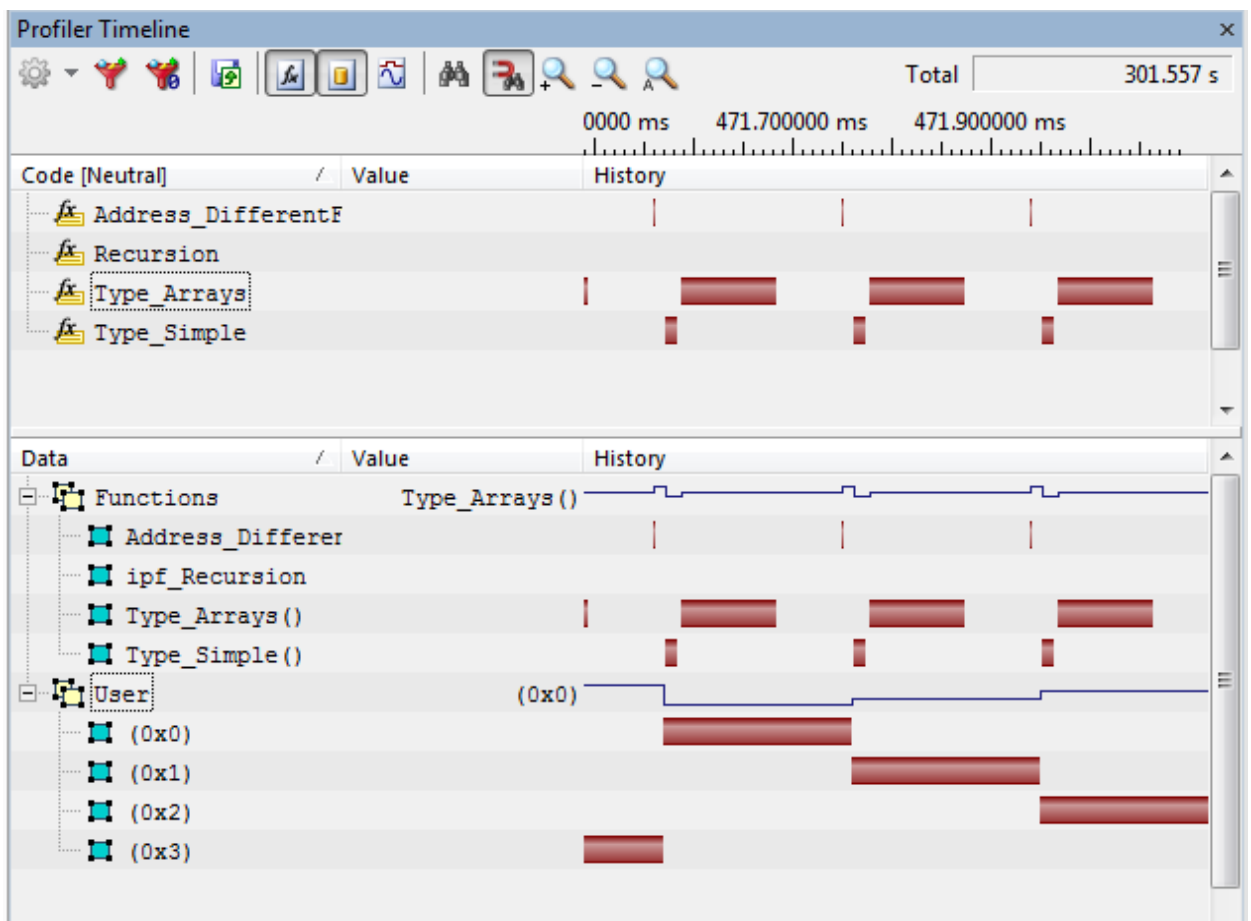 Profiler Timeline
Total 301.557 s
0000 ms 471.700000 ms 471.900000 ms
Code [Neutral] / Value History
Address_DifferentF
Recursion
Type_Arrays
Type_Simple
Data / Value History
Functions Type_Arrays()
Address_Differer
ipf_Recursion
Type_Arrays()
Type_Simple()
User (0x0)
(0x0)
(0x1)
(0x2)
(0x3)